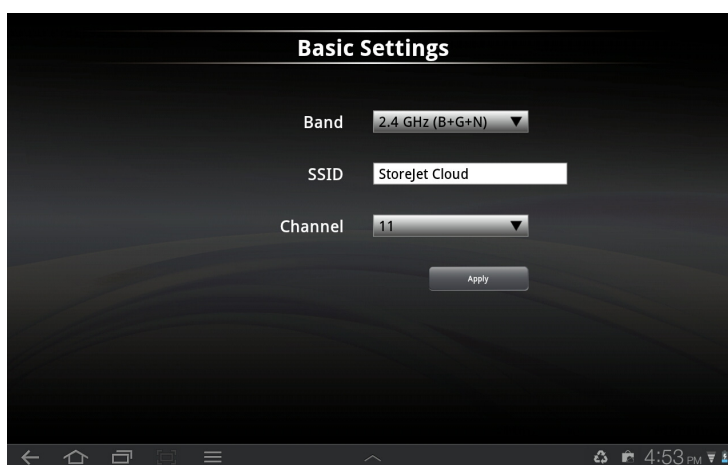 Basic Settings
Band 2.4 GHz (B+G+N)
SSID StoreJet Cloud
Channel 11
Apply
4:53 PM